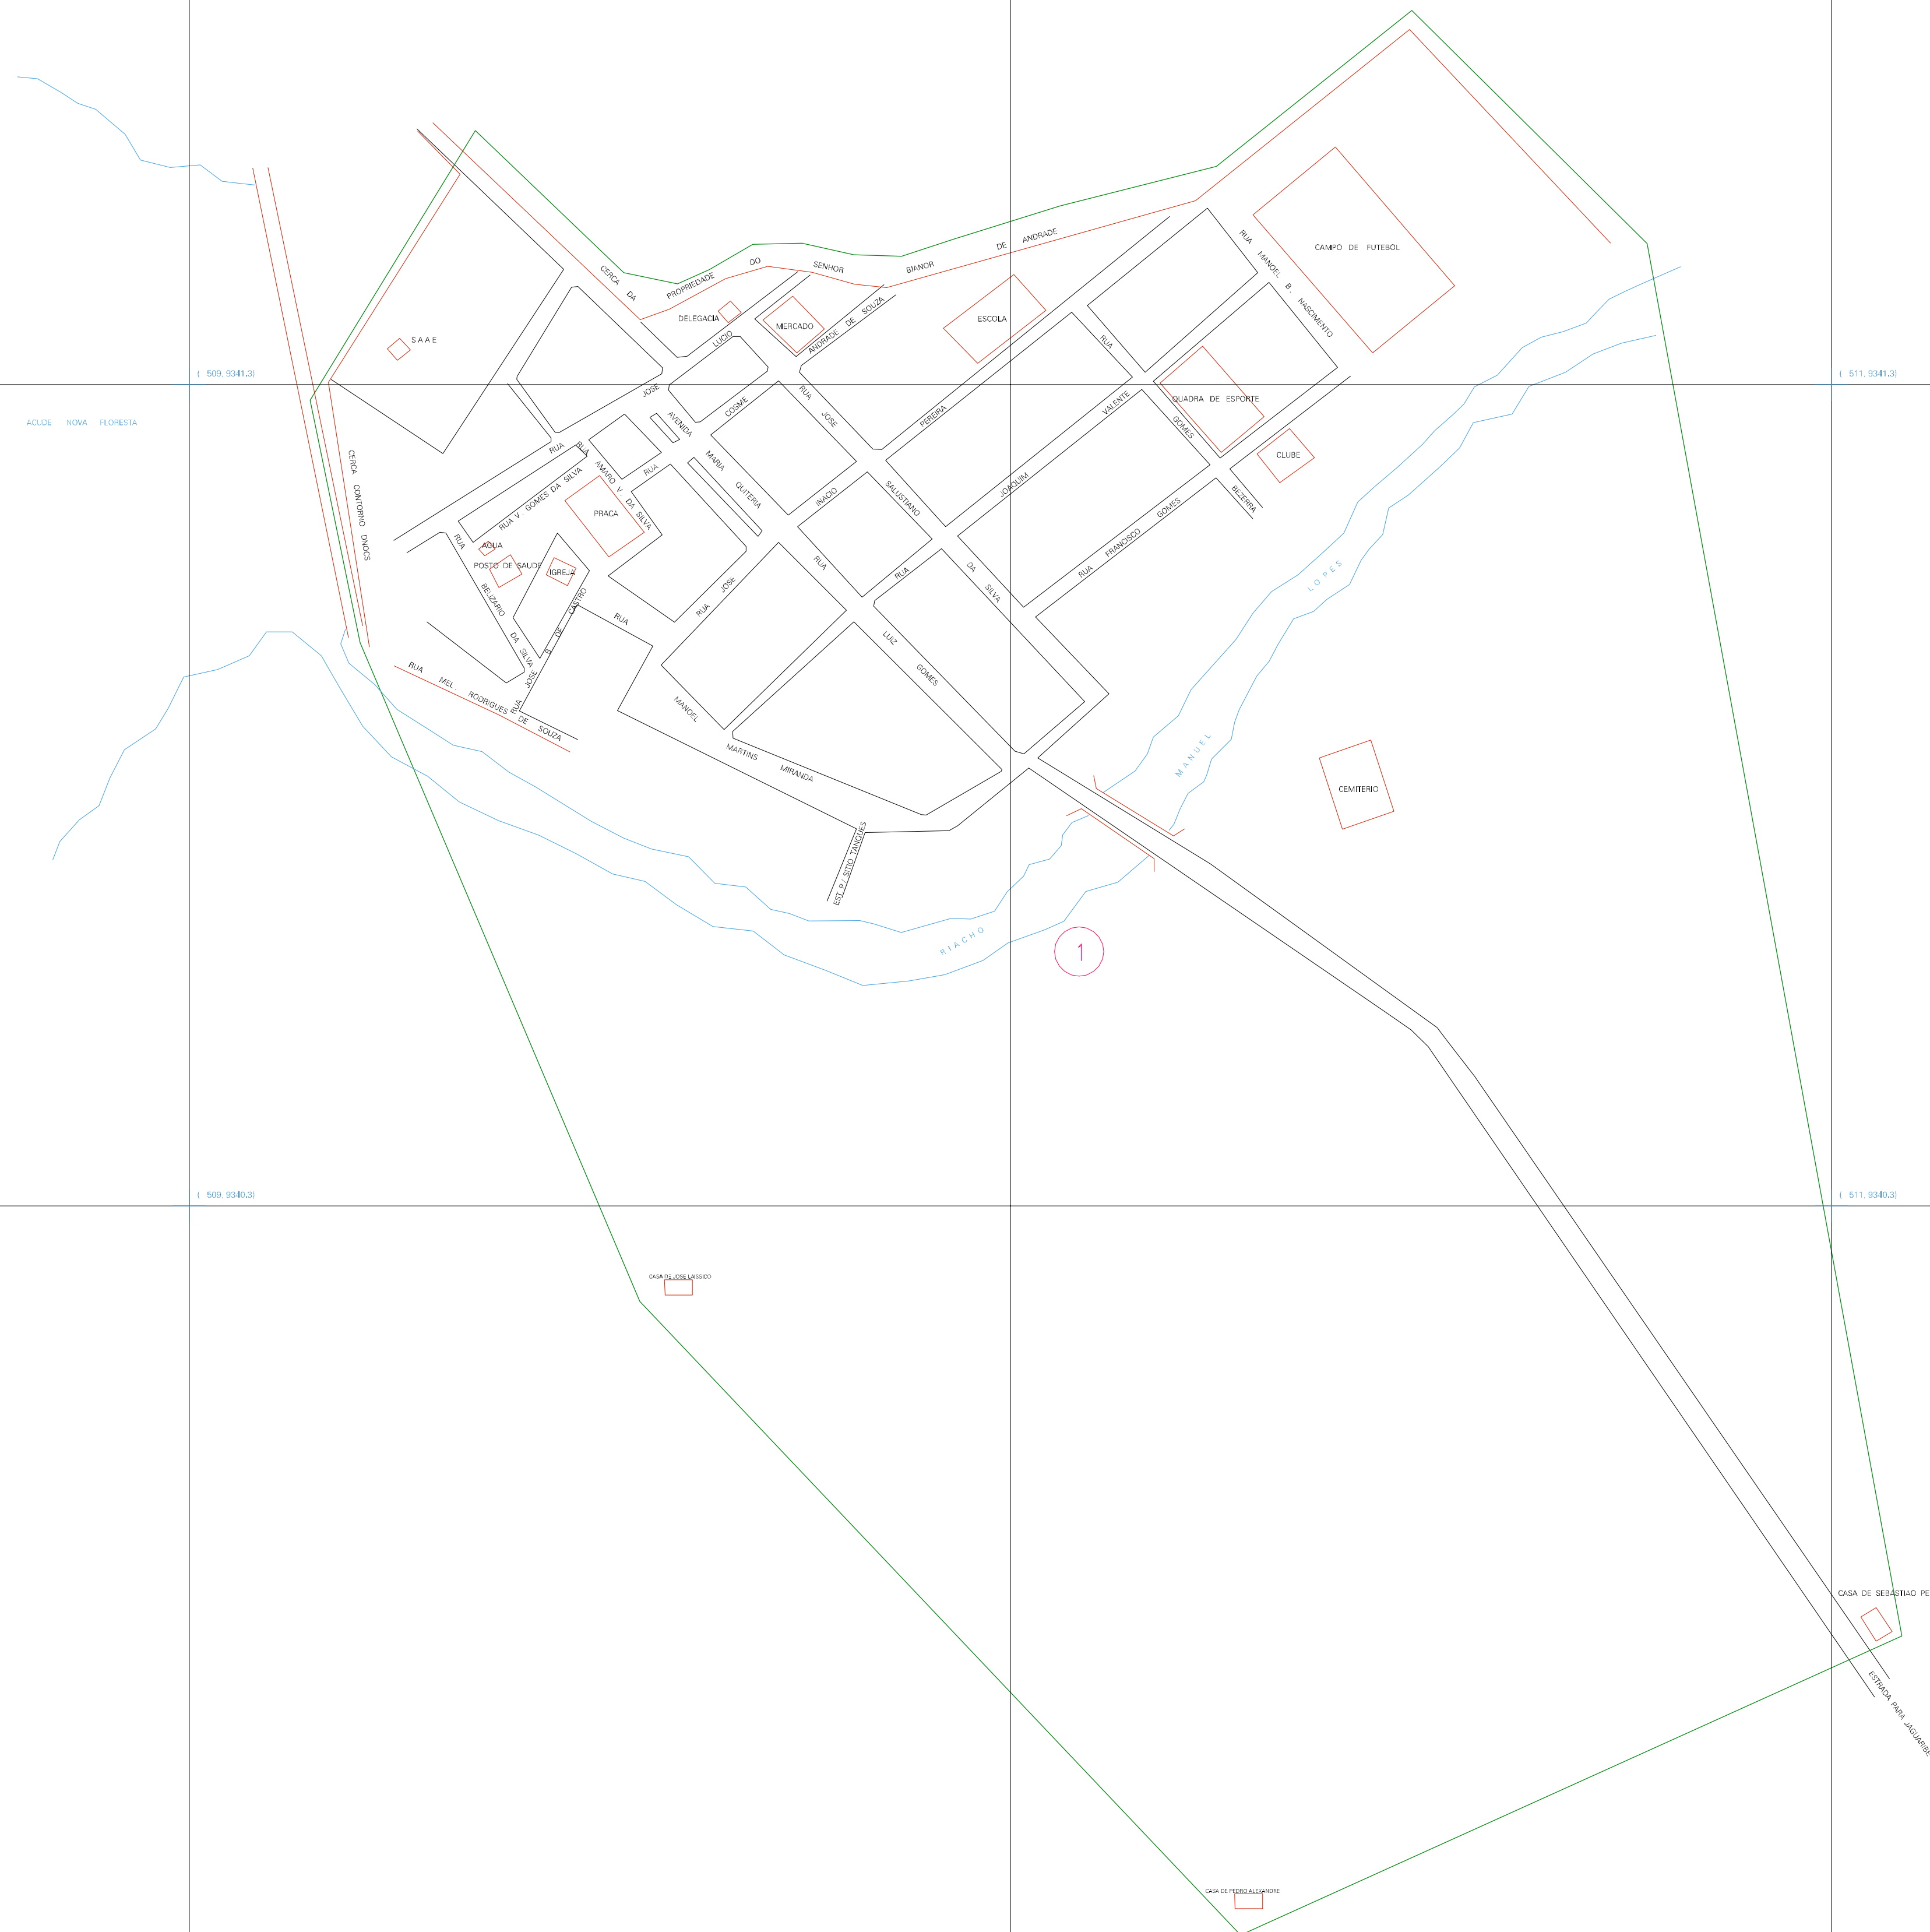 CAMPO DE FUTEBOL
RUA MANOEL B. NASCIMENTO
CERCA DA PROPRIEDADE DO SENHOR BIANOR DE ANDRADE
DELEGACIA
MERCADO
ESCOLA
S A A E
RUA JOSE LUCIO
ANDRADE DE SOUZA
( 509, 9341,3)
( 511, 9341,3)
ACUDE NOVA FLORESTA
CERCA CONTORNO DNOCS
QUADRA DE ESPORTE
CLUBE
RUA GOMES BEZERRA
AVENIDA MARIA QUITERIA
RUA COSME PEREIRA
RUA JOSE SALUSTIANO DA SILVA
RUA INACIO JOAQUIM VALENTE
RUA AMARO V. DA SILVA
RUA V. GOMES DA SILVA
PRACA
AGUA
POSTO DE SAUDE
IGREJA
RUA BELIZARIO DA SILVA
RUA JOSE B DE CASTRO
RUA MEL. RODRIGUES DE SOUZA
RUA MANOEL MARTINS MIRANDA
RUA JOSE
RUA LUIZ GOMES
RUA
RUA FRANCISCO GOMES
EST. P/ SITIO TANQUES
RIACHO MANUEL LOPES
CEMITERIO
1
( 509, 9340,3)
( 511, 9340,3)
CASA DE JOSE LAISSICO
CASA DE SEBASTIAO PE
ESTRADA PARA JAGUARIBE
CASA DE PEDRO ALEXANDRE